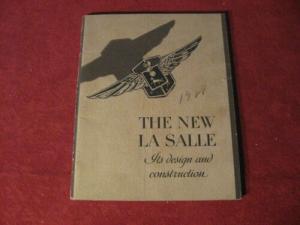 THE NEW
LA SALLE
Its design and
construction